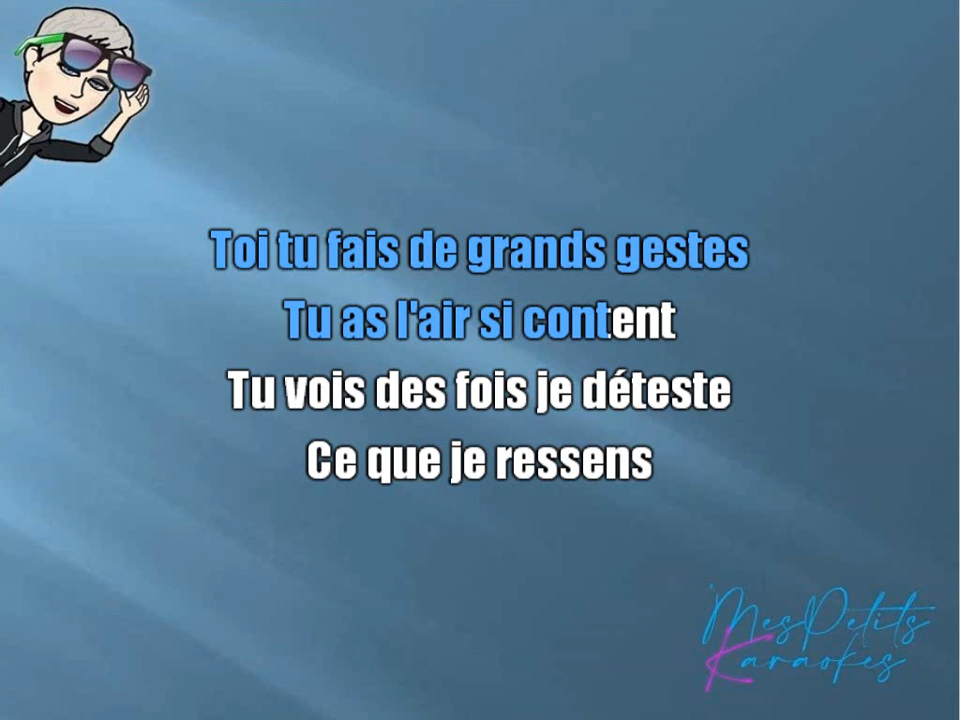 Toi tu fais de grands gestes
Tu as l'air si content
Tu vois des fois je déteste
Ce que je ressens
MesPetits
Karaokes